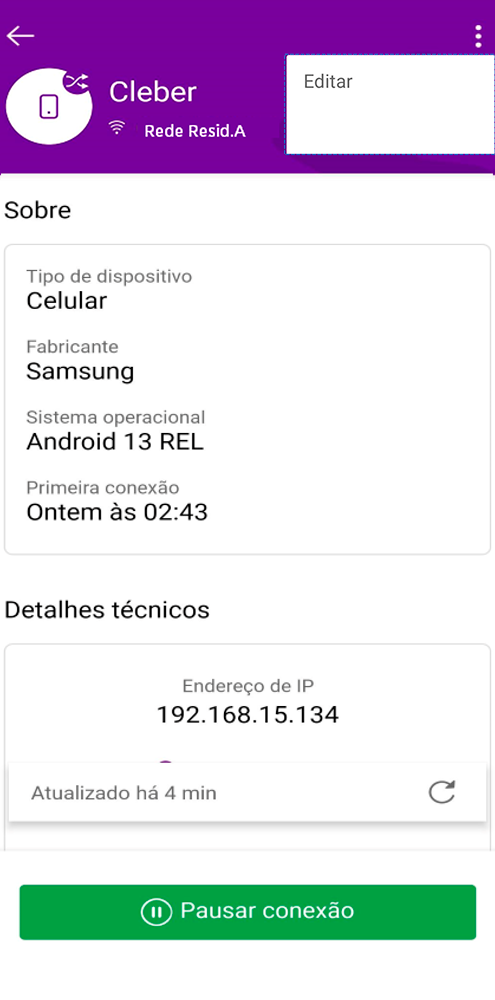 Cleber
Editar
Rede Resid.A
Sobre
Tipo de dispositivo
Celular
Fabricante
Samsung
Sistema operacional
Android 13 REL
Primeira conexão
Ontem às 02:43
Detalhes técnicos
Endereço de IP
192.168.15.134
Atualizado há 4 min
Pausar conexão